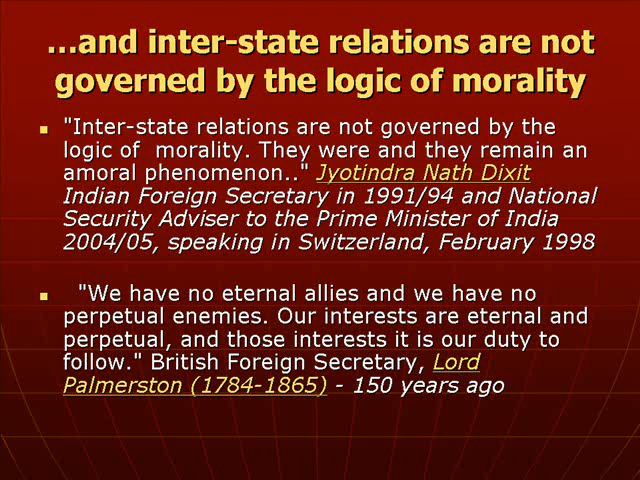 ...and inter-state relations are not
governed by the logic of morality
"Inter-state relations are not governed by the
logic of  morality. They were and they remain an
amoral phenomenon.." Jyotindra Nath Dixit
Indian Foreign Secretary in 1991/94 and National
Security Adviser to the Prime Minister of India
2004/05, speaking in Switzerland, February 1998
"We have no eternal allies and we have no
perpetual enemies. Our interests are eternal and
perpetual, and those interests it is our duty to
follow." British Foreign Secretary, Lord
Palmerston (1784-1865) - 150 years ago